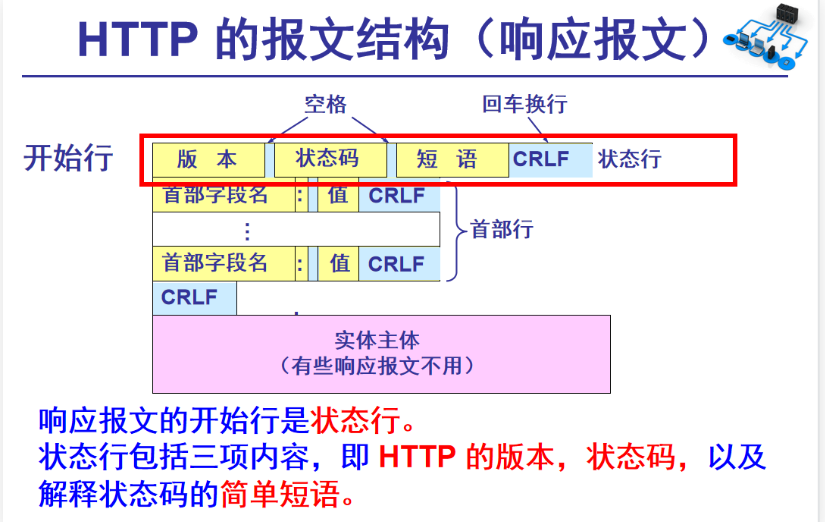 HTTP 的报文结构（响应报文）
空格
回车换行
开始行
版 本 状态码 短 语 CRLF 状态行
首部字段名 : 值 CRLF
⋮
首部行
首部字段名 : 值 CRLF
CRLF
实体主体
（有些响应报文不用）
响应报文的开始行是状态行。
状态行包括三项内容，即 HTTP 的版本，状态码，以及
解释状态码的简单短语。